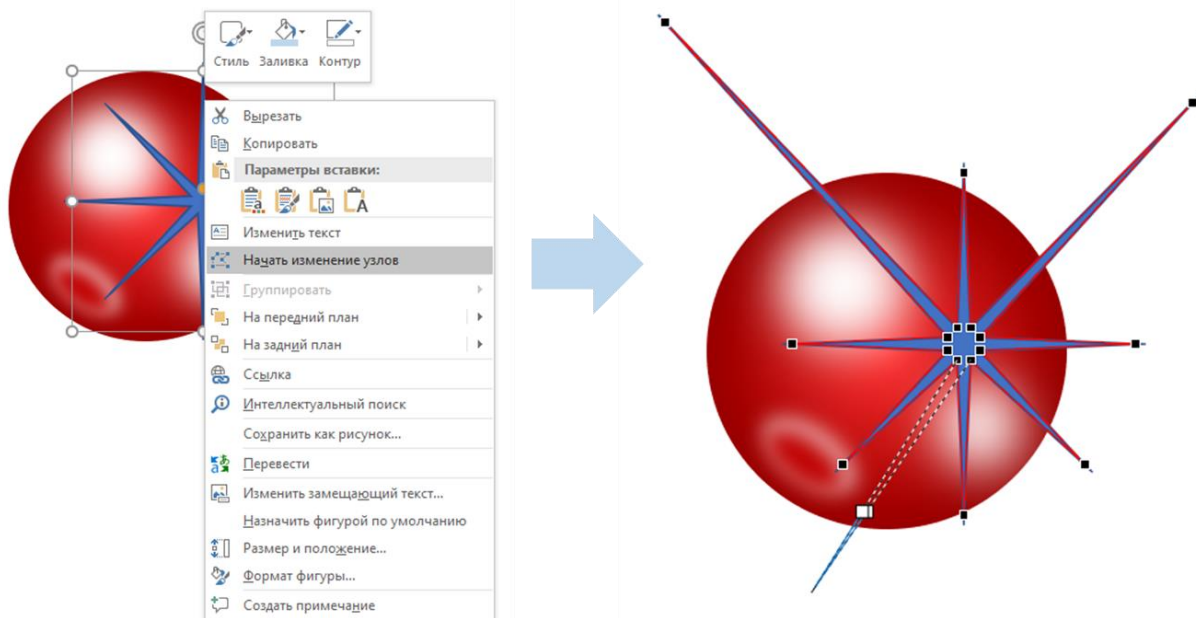 Стиль Заливка Контур
Вырезать
Копировать
Параметры вставки:
Изменить текст
Начать изменение узлов
Группировать
На передний план
На задний план
Ссылка
Интеллектуальный поиск
Сохранить как рисунок...
Перевести
Изменить замещающий текст...
Назначить фигурой по умолчанию
Размер и положение...
Формат фигуры...
Создать примечание